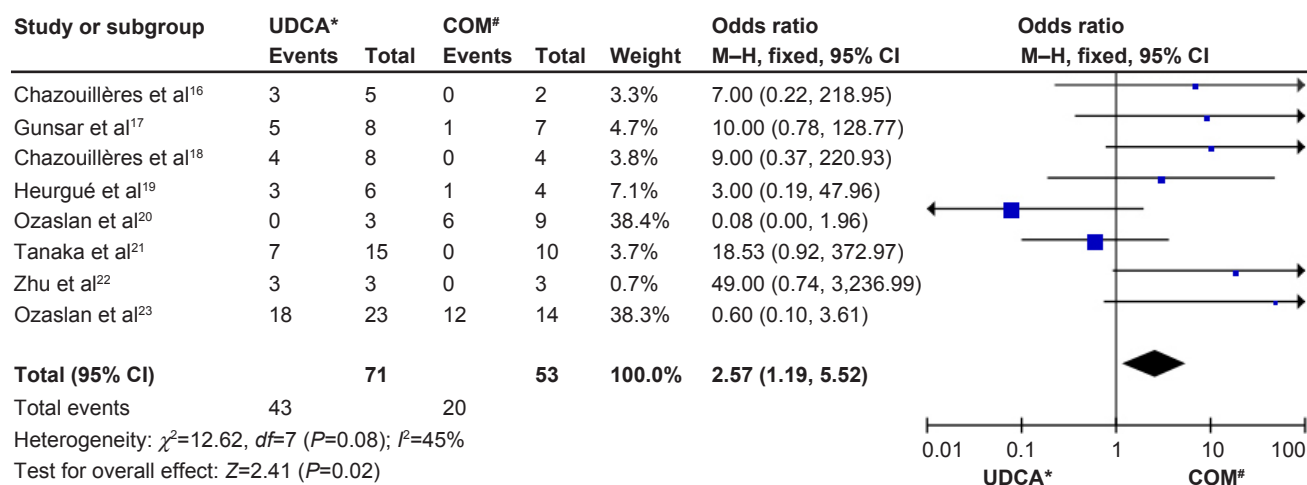 Study or subgroup UDCA* COM# Odds ratio Odds ratio
Events Total Events Total Weight M–H, fixed, 95% CI M–H, fixed, 95% CI
Chazouillères et al16 3 5 0 2 3.3% 7.00 (0.22, 218.95)
Gunsar et al17 5 8 1 7 4.7% 10.00 (0.78, 128.77)
Chazouillères et al18 4 8 0 4 3.8% 9.00 (0.37, 220.93)
Heurgué et al19 3 6 1 4 7.1% 3.00 (0.19, 47.96)
Ozaslan et al20 0 3 6 9 38.4% 0.08 (0.00, 1.96)
Tanaka et al21 7 15 0 10 3.7% 18.53 (0.92, 372.97)
Zhu et al22 3 3 0 3 0.7% 49.00 (0.74, 3,236.99)
Ozaslan et al23 18 23 12 14 38.3% 0.60 (0.10, 3.61)
Total (95% CI) 71 53 100.0% 2.57 (1.19, 5.52)
Total events 43 20
Heterogeneity: χ2=12.62, df=7 (P=0.08); I2=45%
Test for overall effect: Z=2.41 (P=0.02)
0.01 0.1 1 10 100
UDCA* COM#